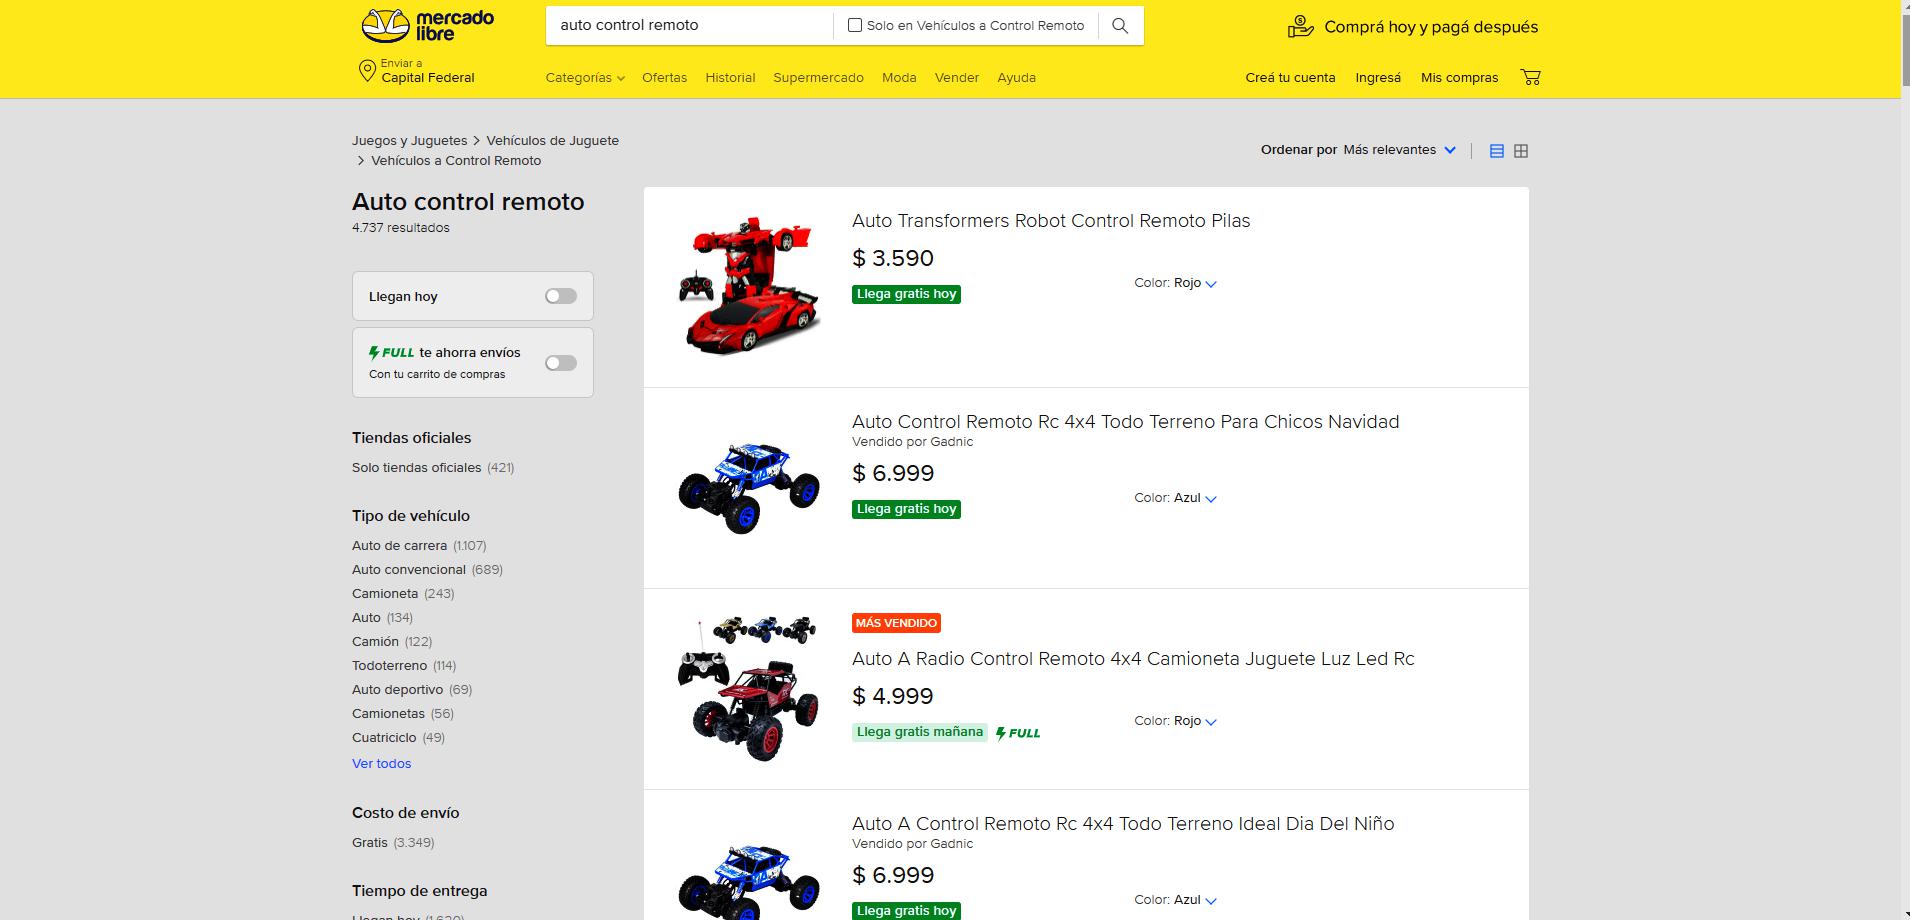 mercado
libre
auto control remoto
Solo en Vehículos a Control Remoto
Comprá hoy y pagá después
Enviar a
Capital Federal
Categorías
Ofertas
Historial
Supermercado
Moda
Vender
Ayuda
Creá tu cuenta
Ingresá
Mis compras
Juegos y Juguetes > Vehículos de Juguete
> Vehículos a Control Remoto
Ordenar por Más relevantes
Auto control remoto
4.737 resultados
Llegan hoy
FULL te ahorra envíos
Con tu carrito de compras
Tiendas oficiales
Solo tiendas oficiales (421)
Tipo de vehículo
Auto de carrera (1.107)
Auto convencional (689)
Camioneta (243)
Auto (134)
Camión (122)
Todoterreno (114)
Auto deportivo (69)
Camionetas (56)
Cuatriciclo (49)
Ver todos
Costo de envío
Gratis (3.349)
Tiempo de entrega
Llegan hoy (1.620)
Auto Transformers Robot Control Remoto Pilas
$ 3.590
Llega gratis hoy
Color: Rojo
Auto Control Remoto Rc 4x4 Todo Terreno Para Chicos Navidad
Vendido por Gadnic
$ 6.999
Llega gratis hoy
Color: Azul
MÁS VENDIDO
Auto A Radio Control Remoto 4x4 Camioneta Juguete Luz Led Rc
$ 4.999
Llega gratis mañana FULL
Color: Rojo
Auto A Control Remoto Rc 4x4 Todo Terreno Ideal Dia Del Niño
Vendido por Gadnic
$ 6.999
Llega gratis hoy
Color: Azul